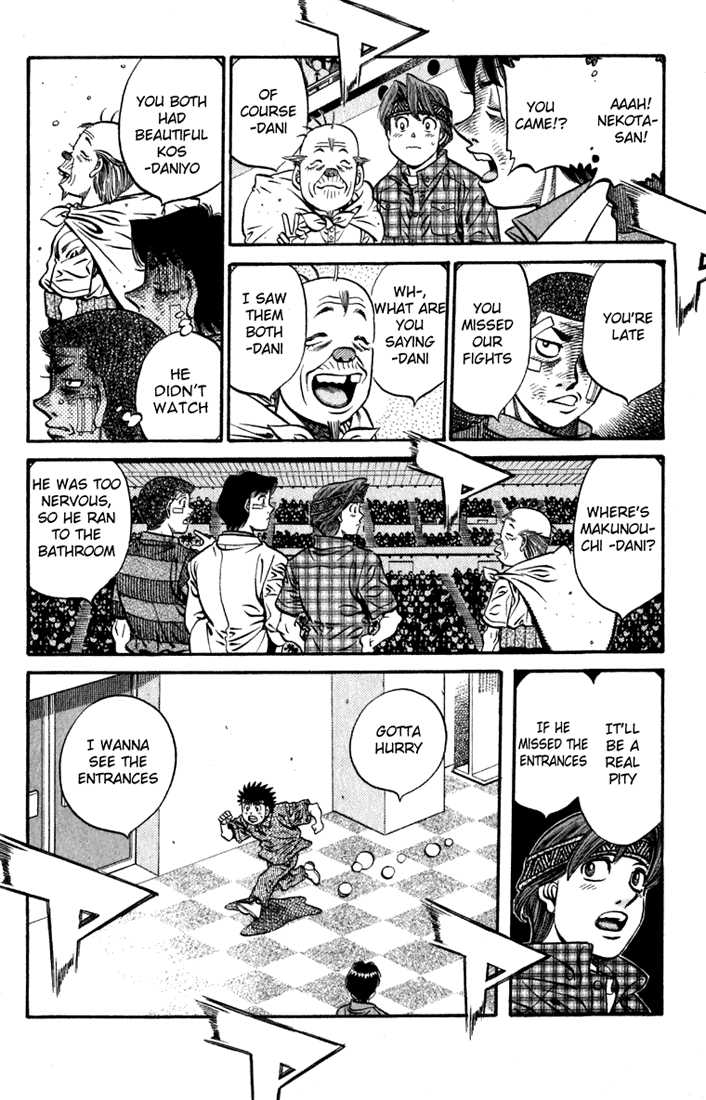 AAAH!
NEKOTA-
SAN!
YOU
CAME!?
OF
COURSE
-DANI
YOU BOTH
HAD
BEAUTIFUL
KOS
-DANIYO
YOU'RE
LATE
YOU
MISSED
OUR
FIGHTS
WH-,
WHAT ARE
YOU
SAYING
-DANI
I SAW
THEM
BOTH
-DANI
HE
DIDN'T
WATCH
WHERE'S
MAKUNOU-
CHI -DANI?
HE WAS TOO
NERVOUS,
SO HE RAN
TO THE
BATHROOM
IT'LL
BE A
REAL
PITY
IF HE
MISSED THE
ENTRANCES
GOTTA
HURRY
I WANNA
SEE THE
ENTRANCES